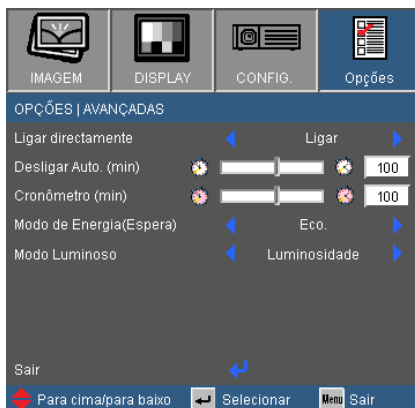 IMAGEM DISPLAY CONFIG. Opções
OPÇÕES | AVANÇADAS
Ligar directamente Ligar
Desligar Auto. (min) 100
Cronômetro (min) 100
Modo de Energia(Espera) Eco.
Modo Luminoso Luminosidade
Sair
Para cima/para baixo Selecionar Menu Sair